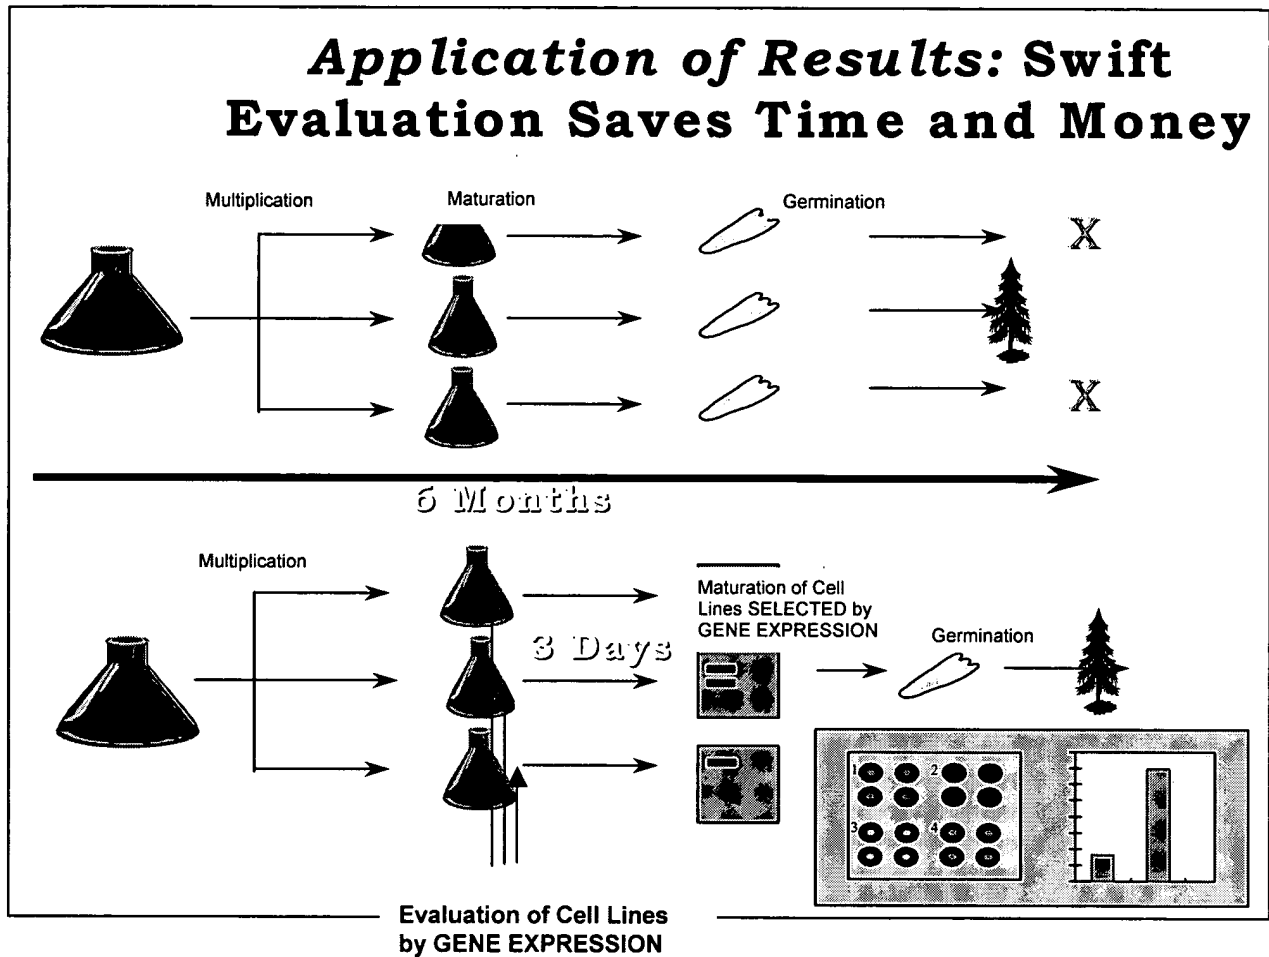 Application of Results: Swift
Evaluation Saves Time and Money
Multiplication
Maturation
Germination
X
X
6 Months
Multiplication
3 Days
Maturation of Cell
Lines SELECTED by
GENE EXPRESSION
Germination
1
2
3
4
Evaluation of Cell Lines
by GENE EXPRESSION